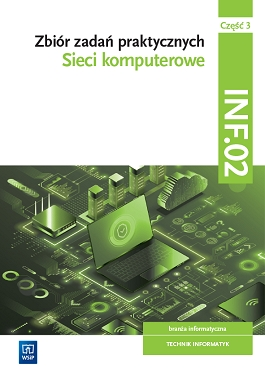 Część 3
Zbiór zadań praktycznych
Sieci komputerowe
INF.02
branża informatyczna
TECHNIK INFORMATYK
WSiP